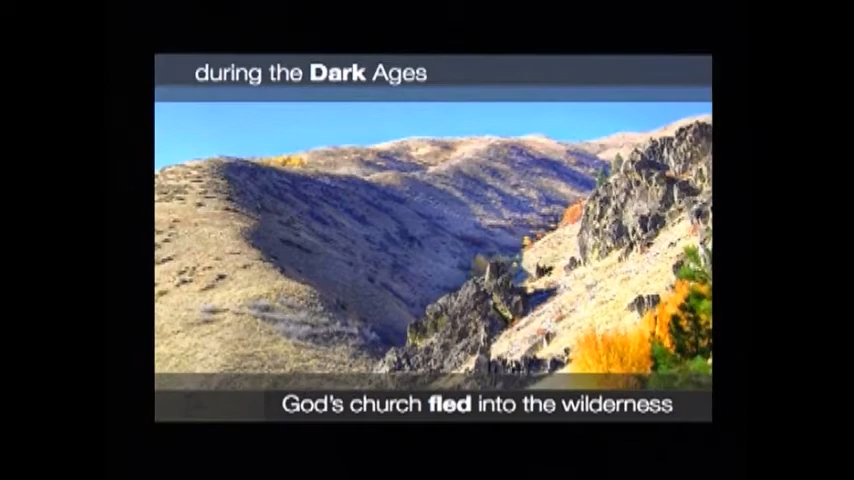 during the Dark Ages
God's church fled into the wilderness